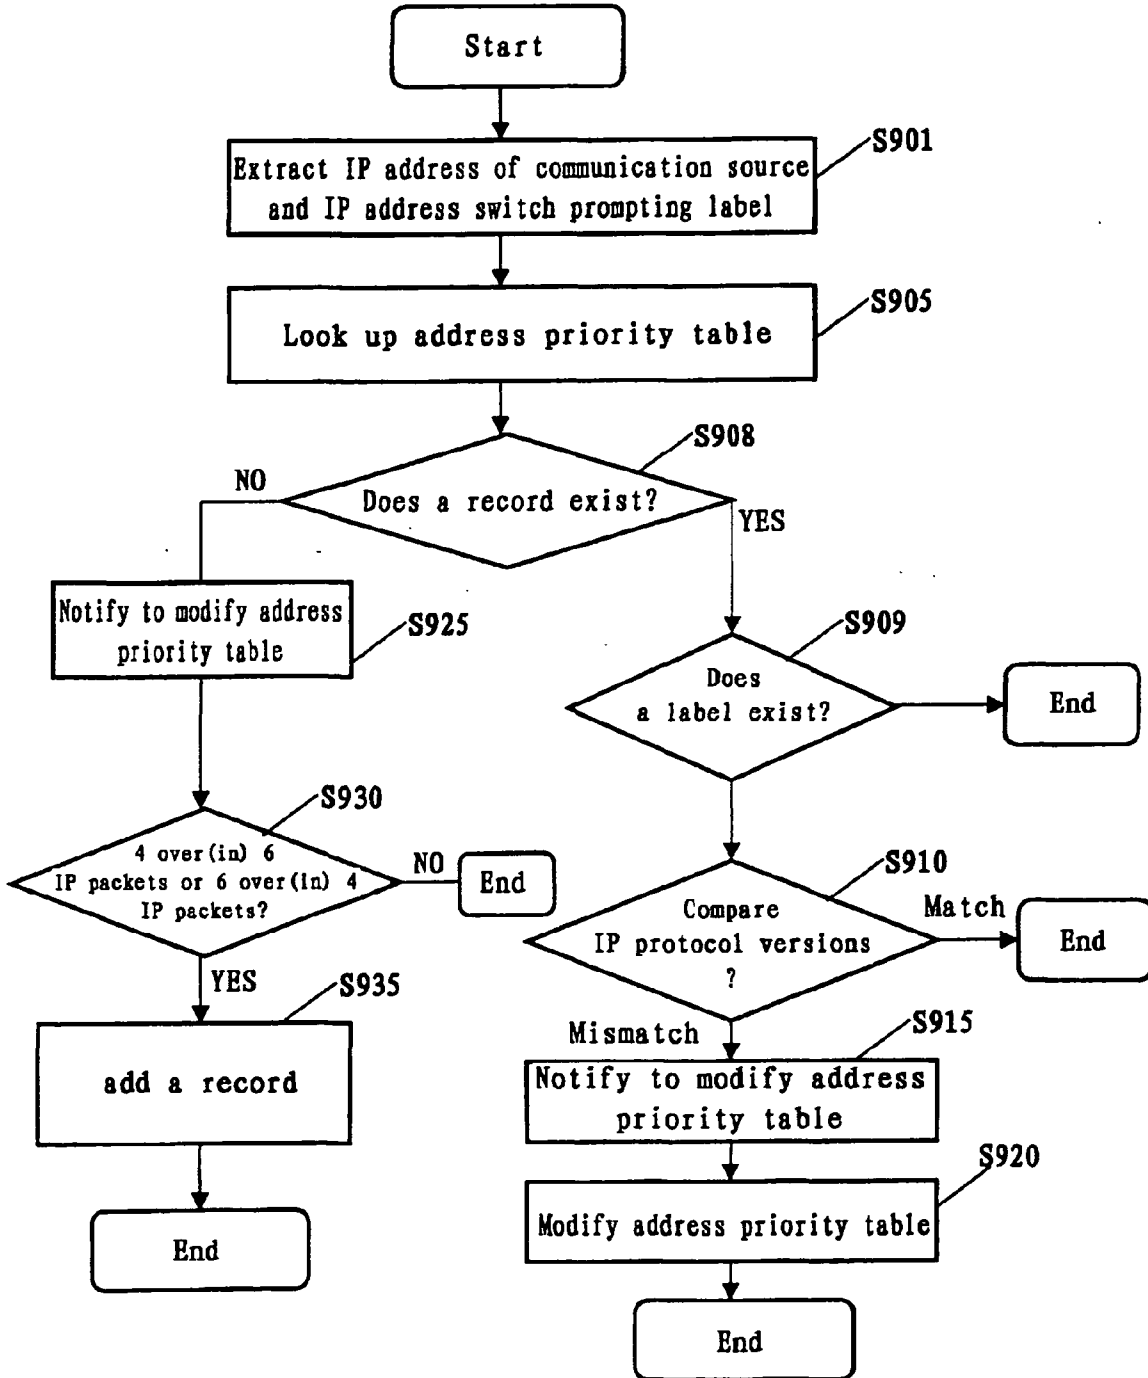 Start
S901
Extract IP address of communication source
and IP address switch prompting label
S905
Look up address priority table
S908
NO
Does a record exist?
YES
Notify to modify address
priority table
S925
S909
Does
a label exist?
End
S930
4 over(in) 6
IP packets or 6 over(in) 4
IP packets?
NO
End
S910
Compare
IP protocol versions
?
Match
End
YES
S935
add a record
Mismatch
S915
Notify to modify address
priority table
S920
Modify address priority table
End
End